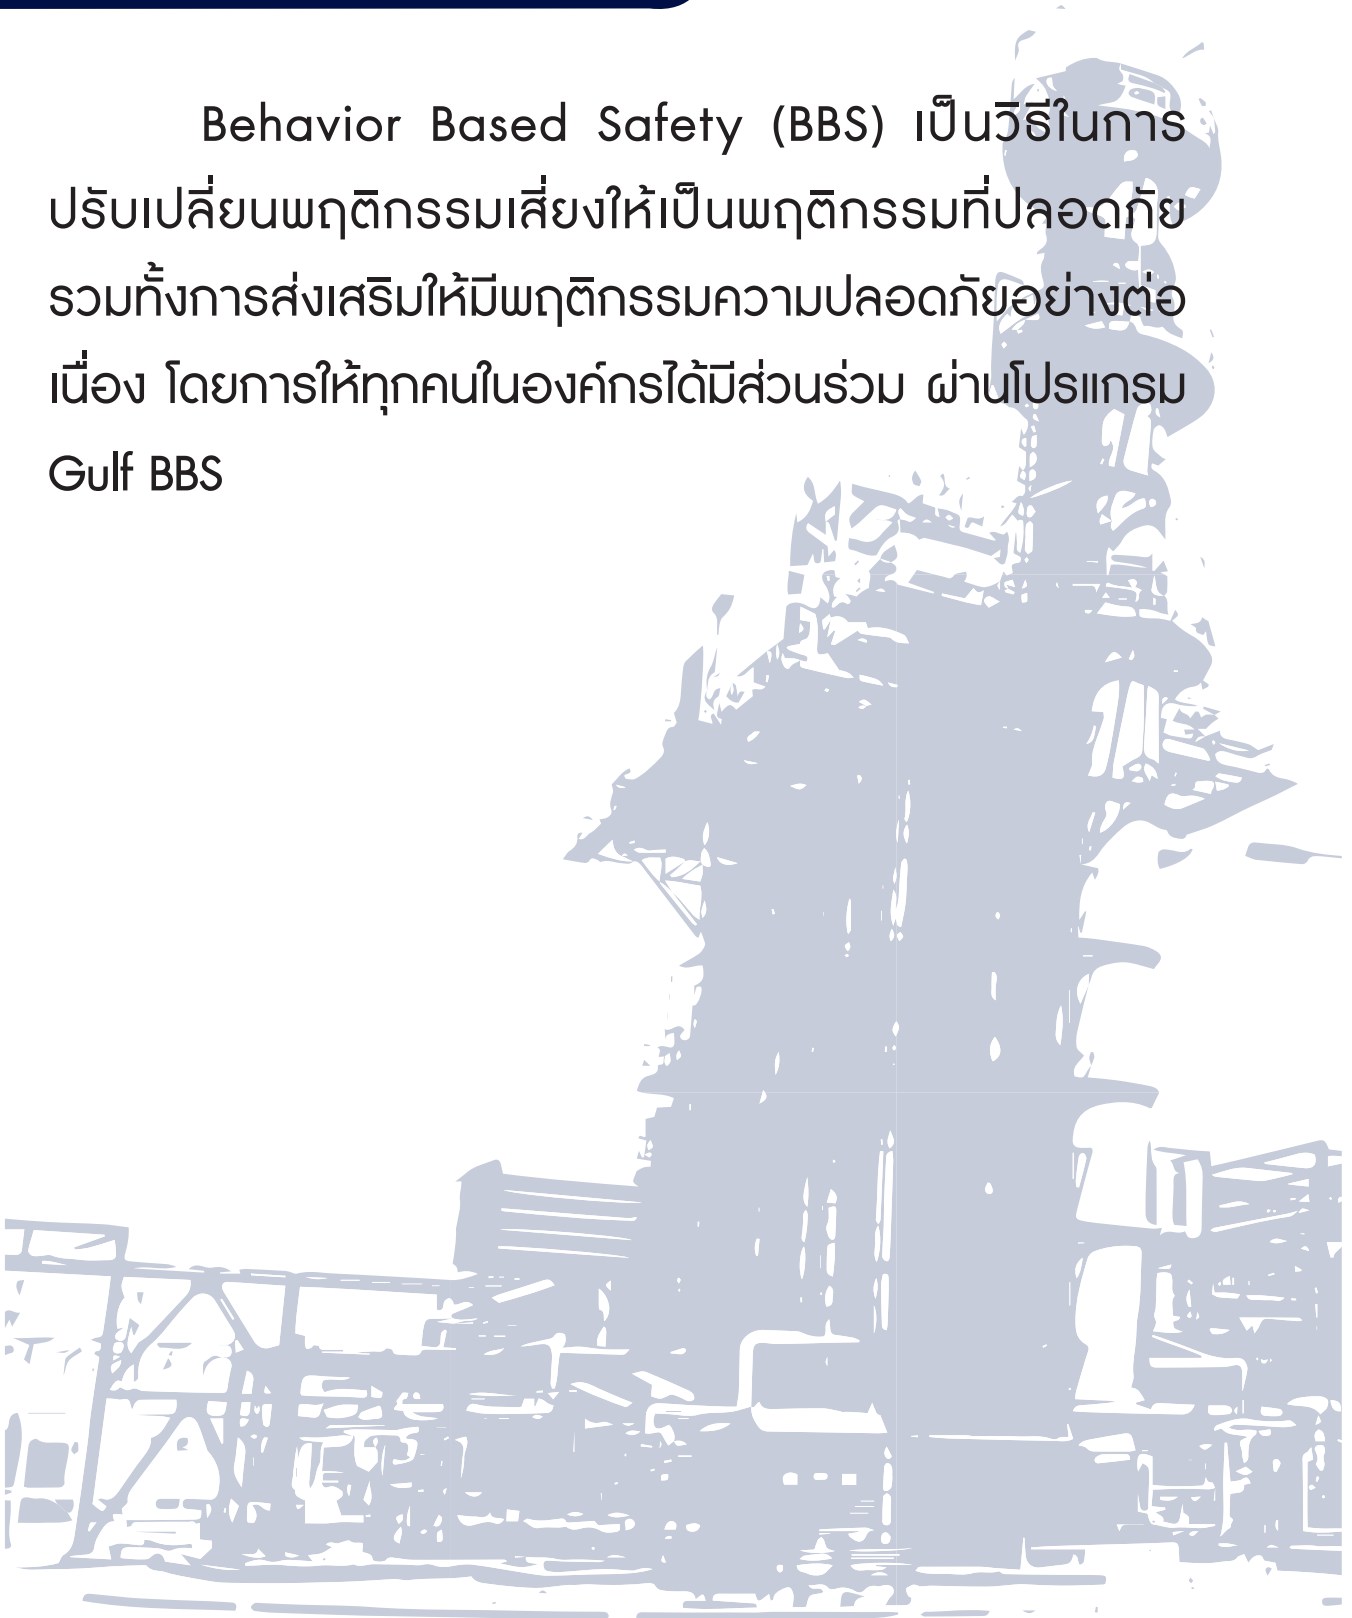 Behavior Based Safety (BBS) เป็นวิธีในการ
ปรับเปลี่ยนพฤติกรรมเสี่ยงให้เป็นพฤติกรรมที่ปลอดภัย
รวมทั้งการส่งเสริมให้มีพฤติกรรมความปลอดภัยอย่างต่อ
เนื่อง โดยการให้ทุกคนในองค์กรได้มีส่วนร่วม ผ่านโปรแกรม
Gulf BBS